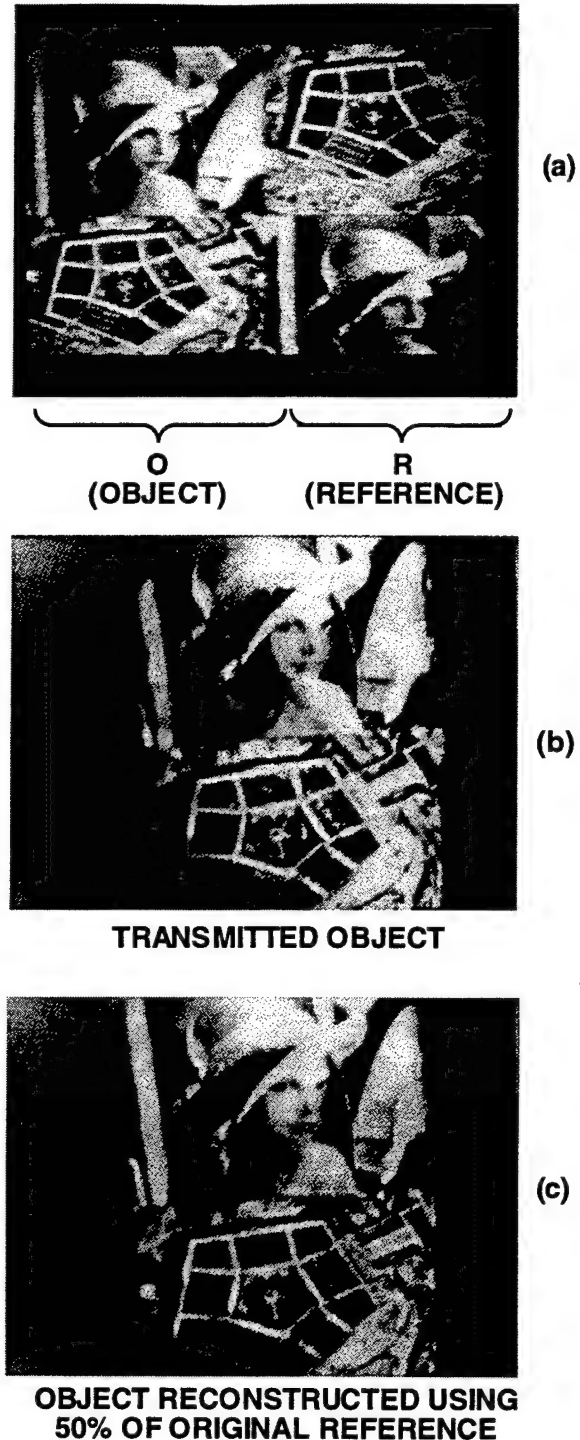 (a)
O
(OBJECT)
R
(REFERENCE)
(b)
TRANSMITTED OBJECT
(c)
OBJECT RECONSTRUCTED USING
50% OF ORIGINAL REFERENCE